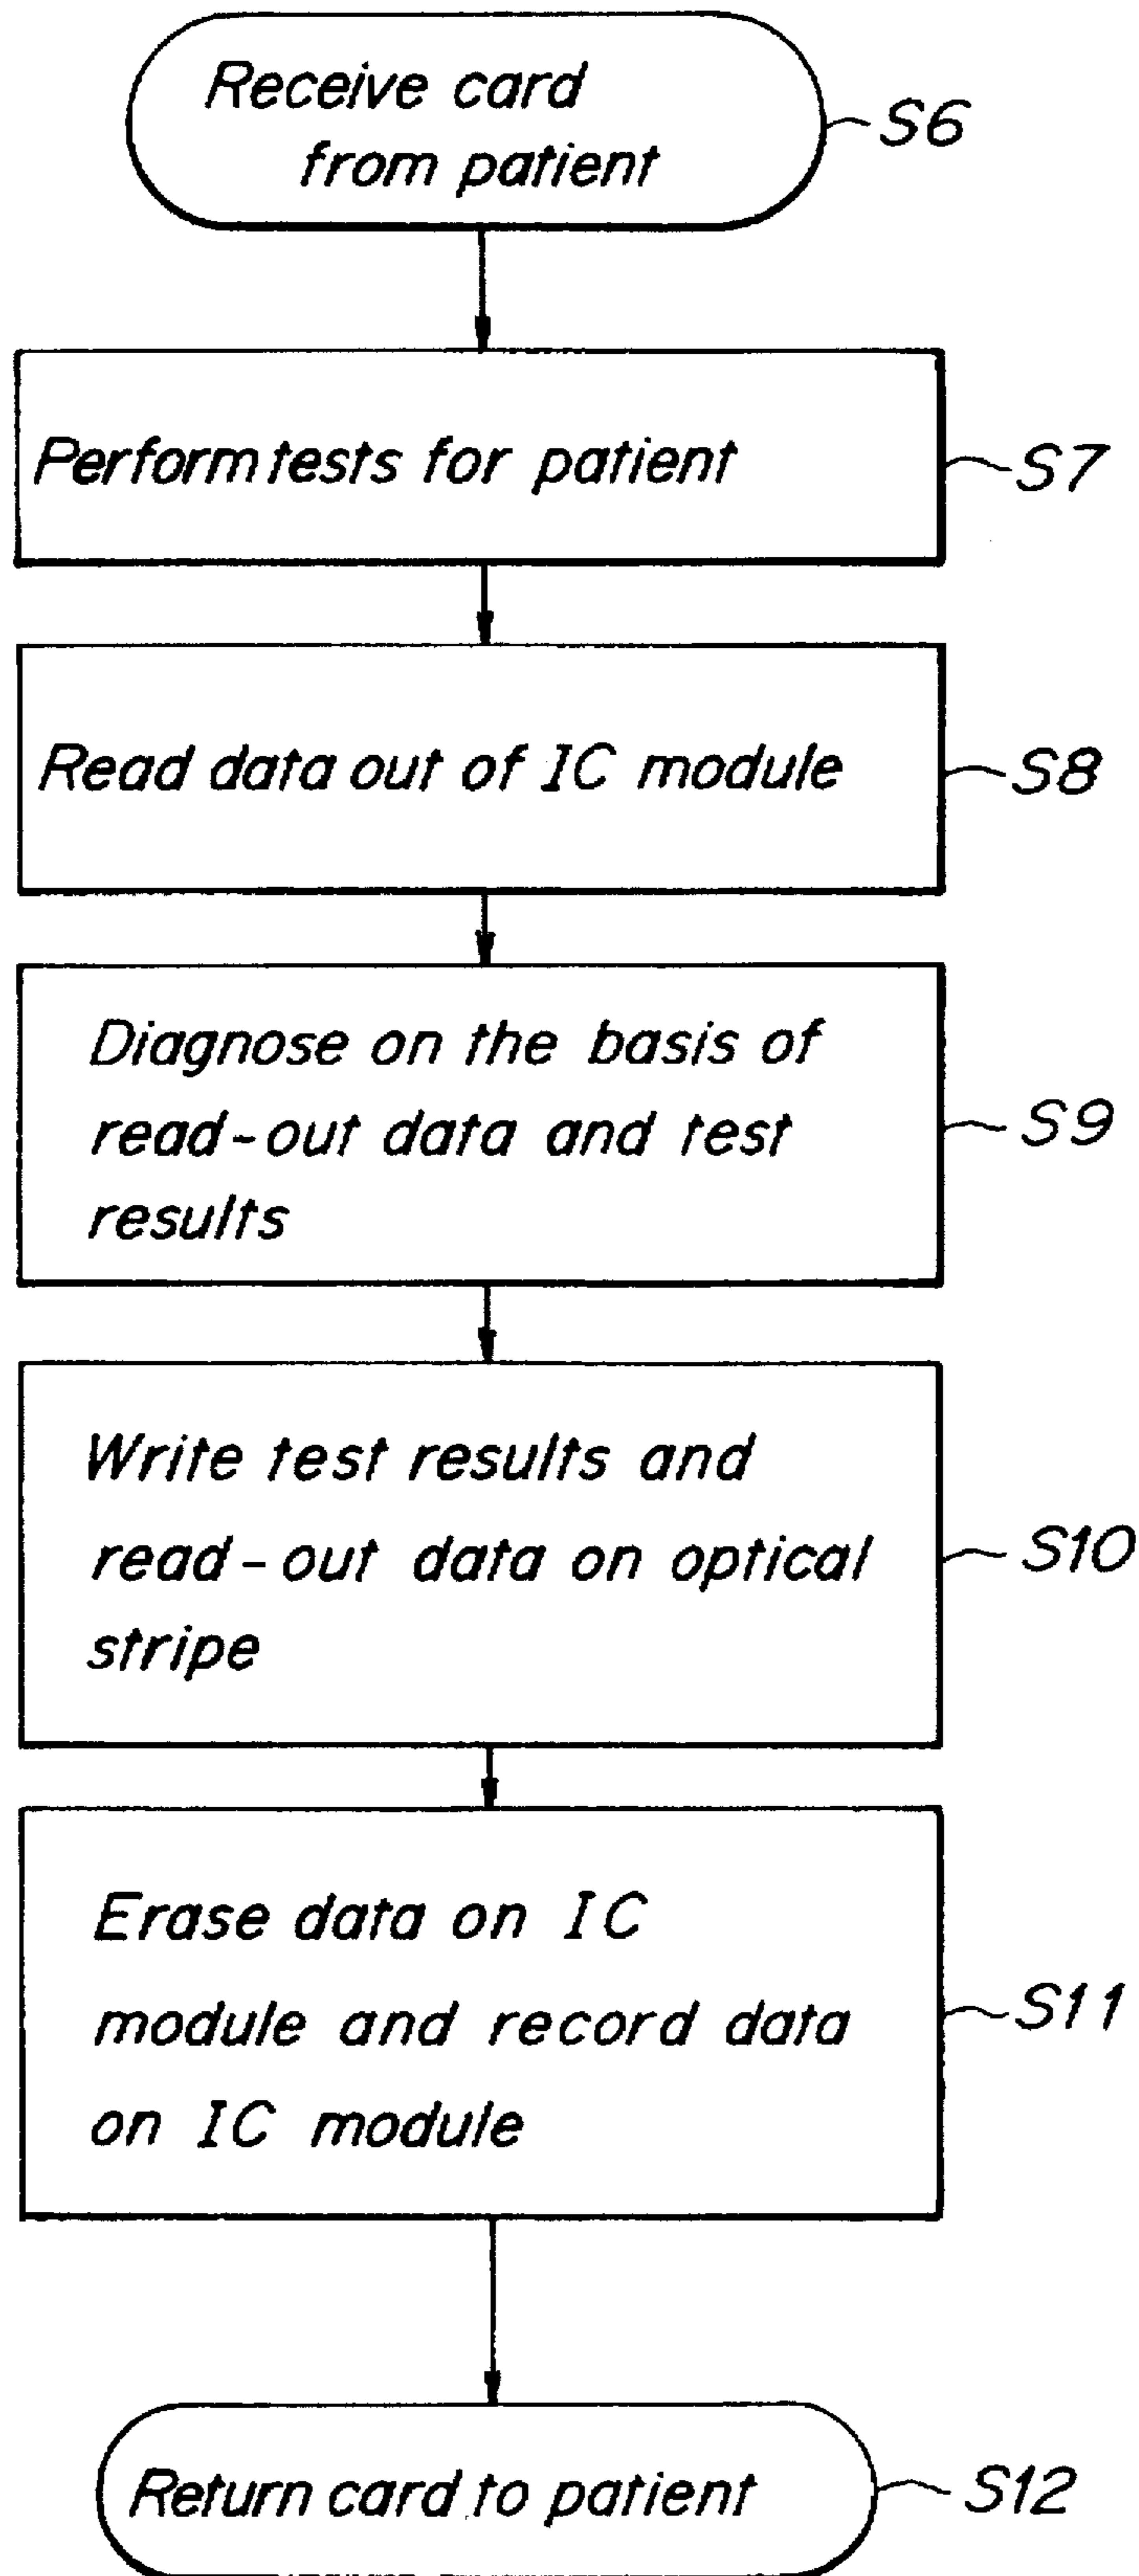 Receive card
from patient
S6
Perform tests for patient
S7
Read data out of IC module
S8
Diagnose on the basis of
read-out data and test
results
S9
Write test results and
read-out data on optical
stripe
S10
Erase data on IC
module and record data
on IC module
S11
Return card to patient
S12